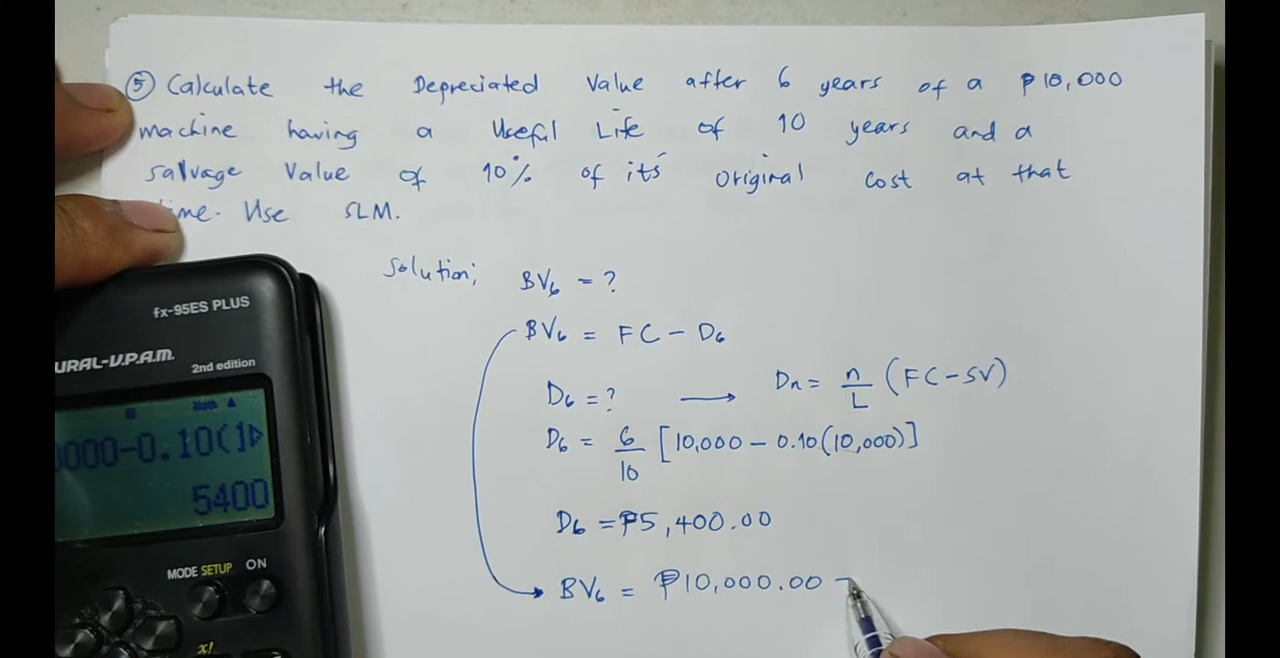 ⑤ Calculate the Depreciated Value after 6 years of a ₱10,000
machine having a Useful Life of 10 years and a
salvage Value of 10% of its original cost at that
Use SLM.
Solution;
BV6 = ?
BV6 = FC - D6
D6 = ? → Dn = n/L (FC-SV)
D6 = 6/10 [10,000 - 0.10(10,000)]
D6 = ₱5,400.00
BV6 = ₱10,000.00 -
fx-95ES PLUS
URAL-V.P.A.M.
2nd edition
Math ▲
0000-0.10(1▷
5400
MODE SETUP ON
x!